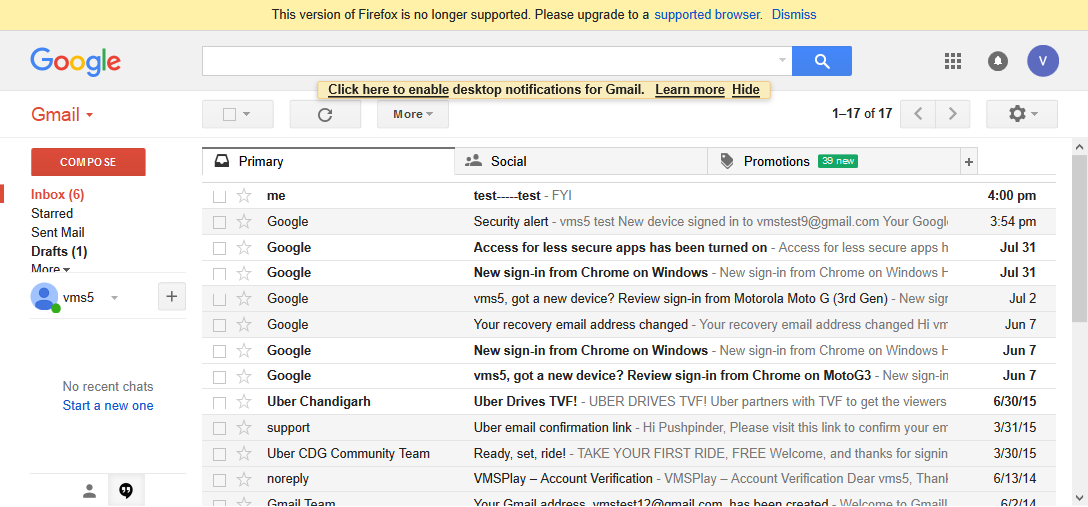 This version of Firefox is no longer supported. Please upgrade to a supported browser. Dismiss
Google
V
Click here to enable desktop notifications for Gmail. Learn more Hide
Gmail
More
1–17 of 17
COMPOSE
Inbox (6)
Starred
Sent Mail
Drafts (1)
More
vms5
+
No recent chats
Start a new one
Primary
Social
Promotions 39 new
+
me test-----test - FYI 4:00 pm
Google Security alert - vms5 test New device signed in to vmstest9@gmail.com Your Google 3:54 pm
Google Access for less secure apps has been turned on - Access for less secure apps h Jul 31
Google New sign-in from Chrome on Windows - New sign-in from Chrome on Windows H Jul 31
Google vms5, got a new device? Review sign-in from Motorola Moto G (3rd Gen) - New sign Jul 2
Google Your recovery email address changed - Your recovery email address changed Hi vm Jun 7
Google New sign-in from Chrome on Windows - New sign-in from Chrome on Windows H Jun 7
Google vms5, got a new device? Review sign-in from Chrome on MotoG3 - New sign-in Jun 7
Uber Chandigarh Uber Drives TVF! - UBER DRIVES TVF! Uber partners with TVF to get the viewers 6/30/15
support Uber email confirmation link - Hi Pushpinder, Please visit this link to confirm your em 3/31/15
Uber CDG Community Team Ready, set, ride! - TAKE YOUR FIRST RIDE, FREE Welcome, and thanks for signin 3/30/15
noreply VMSPlay – Account Verification - VMSPlay – Account Verification Dear vms5, Thank 6/13/14
Gmail Team Your Gmail address, vmstest12@gmail.com, has been created - Welcome to Gmail 6/2/14